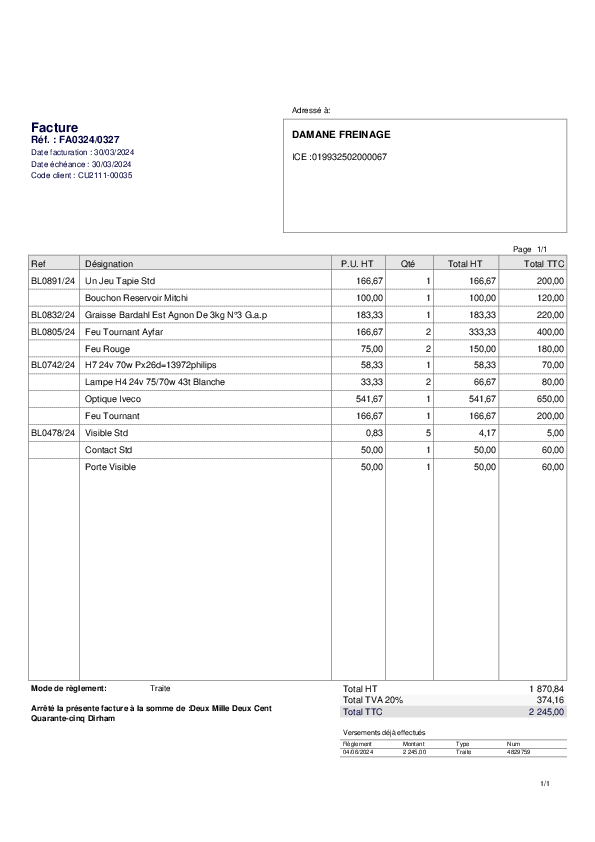 Adressé à:
Facture
Réf. : FA0324/0327
Date facturation : 30/03/2024
Date échéance : 30/03/2024
Code client : CU2111-00035
DAMANE FREINAGE
ICE :019932502000067
Page 1/1
Ref Désignation P.U. HT Qté Total HT Total TTC
BL0891/24 Un Jeu Tapie Std 166,67 1 166,67 200,00
Bouchon Reservoir Mitchi 100,00 1 100,00 120,00
BL0832/24 Graisse Bardahl Est Agnon De 3kg N°3 G.a.p 183,33 1 183,33 220,00
BL0805/24 Feu Tournant Ayfar 166,67 2 333,33 400,00
Feu Rouge 75,00 2 150,00 180,00
BL0742/24 H7 24v 70w Px26d=13972philips 58,33 1 58,33 70,00
Lampe H4 24v 75/70w 43t Blanche 33,33 2 66,67 80,00
Optique Iveco 541,67 1 541,67 650,00
Feu Tournant 166,67 1 166,67 200,00
BL0478/24 Visible Std 0,83 5 4,17 5,00
Contact Std 50,00 1 50,00 60,00
Porte Visible 50,00 1 50,00 60,00
Mode de règlement: Traite
Arrêté la présente facture à la somme de :Deux Mille Deux Cent
Quarante-cinq Dirham
Total HT 1 870,84
Total TVA 20% 374,16
Total TTC 2 245,00
Versements déjà effectués
Règlement Montant Type Num
04/06/2024 2 245,00 Traite 4829759
1/1